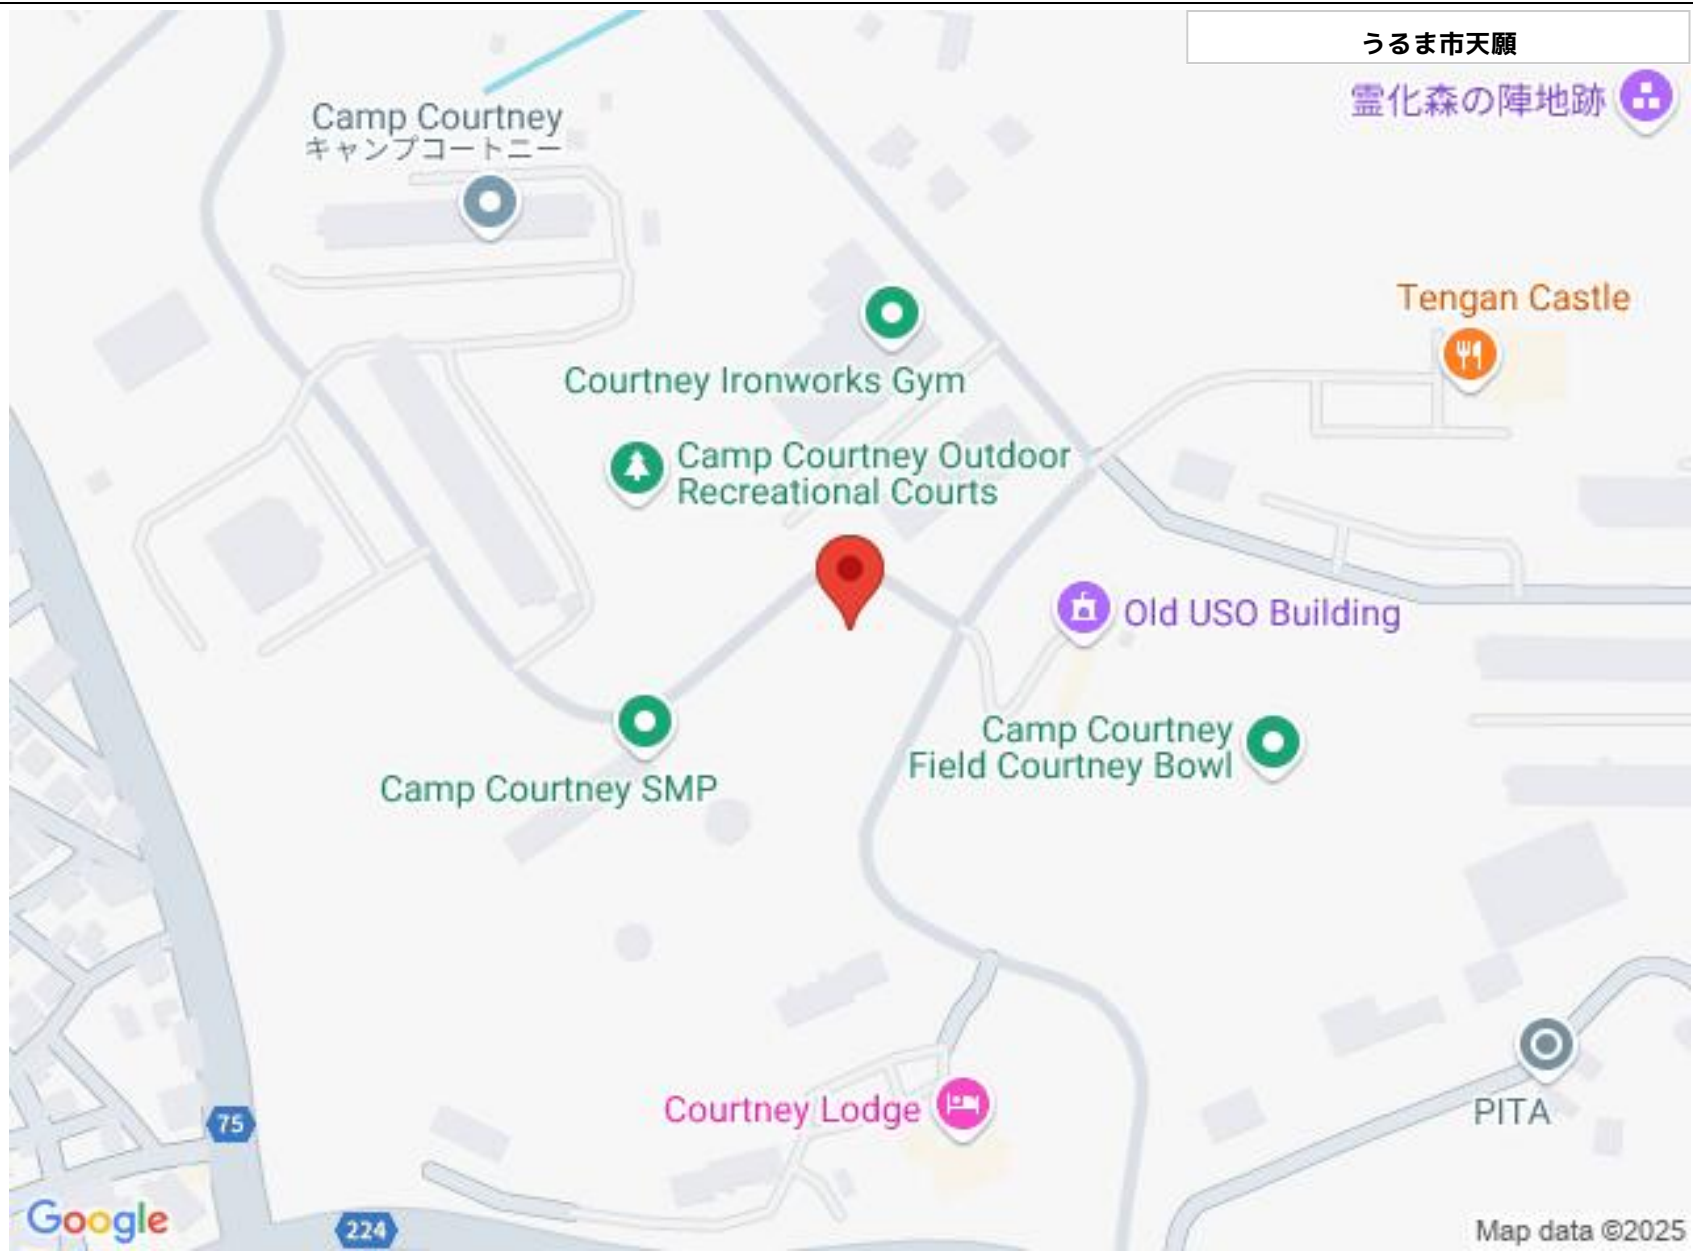 うるま市天願
霊化森の陣地跡
Camp Courtney
キャンプコートニー
Tengan Castle
Courtney Ironworks Gym
Camp Courtney Outdoor
Recreational Courts
Old USO Building
Camp Courtney
Field Courtney Bowl
Camp Courtney SMP
Courtney Lodge
PITA
75
224
Google
Map data ©2025